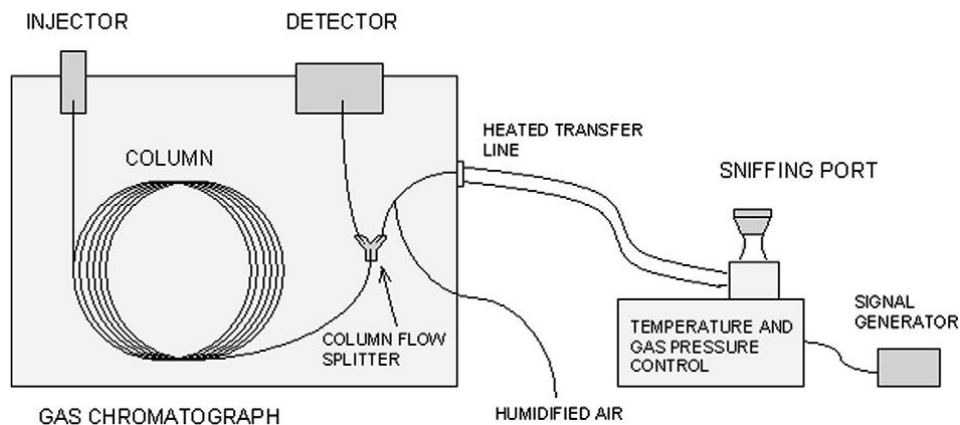 INJECTOR
DETECTOR
HEATED TRANSFER
LINE
COLUMN
SNIFFING PORT
SIGNAL
GENERATOR
COLUMN FLOW
SPLITTER
TEMPERATURE AND
GAS PRESSURE
CONTROL
GAS CHROMATOGRAPH
HUMIDIFIED AIR